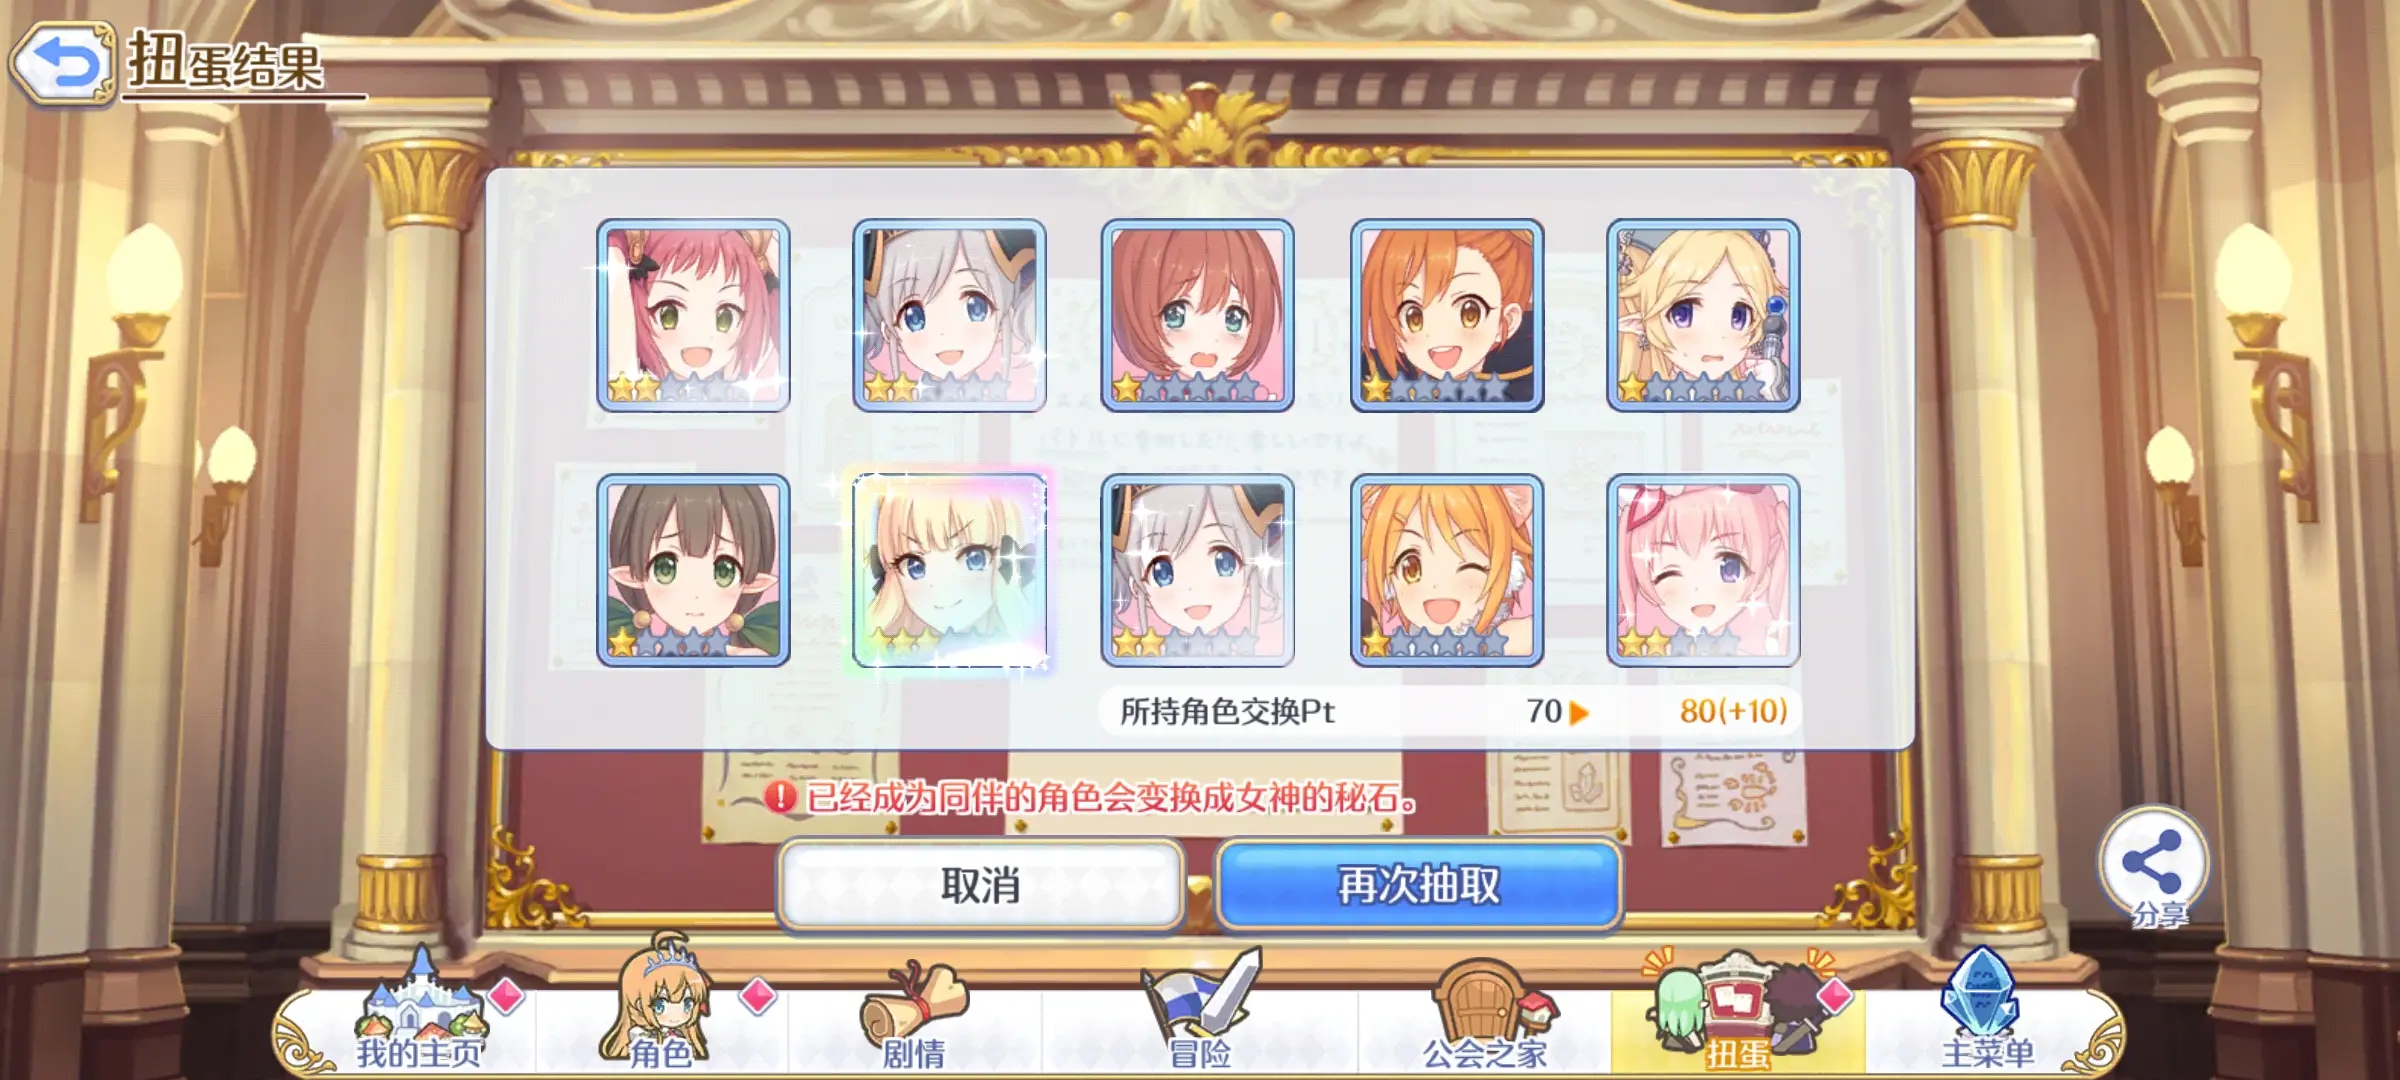 扭蛋结果
所持角色交换Pt 70 80(+10)
已经成为同伴的角色会变换成女神的秘石。
取消
再次抽取
分享
我的主页
角色
剧情
冒险
公会之家
扭蛋
主菜单